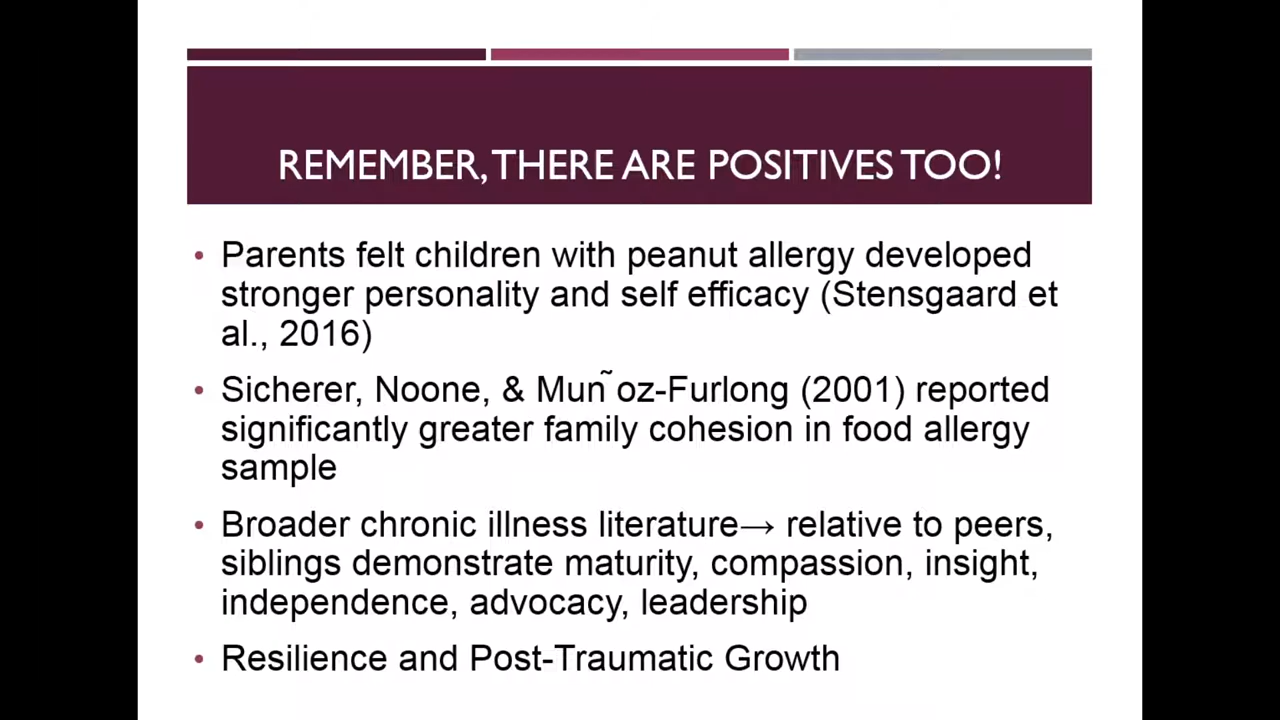 REMEMBER, THERE ARE POSITIVES TOO!
• Parents felt children with peanut allergy developed
stronger personality and self efficacy (Stensgaard et
al., 2016)
• Sicherer, Noone, & Mun ̃oz-Furlong (2001) reported
significantly greater family cohesion in food allergy
sample
• Broader chronic illness literature→ relative to peers,
siblings demonstrate maturity, compassion, insight,
independence, advocacy, leadership
• Resilience and Post-Traumatic Growth